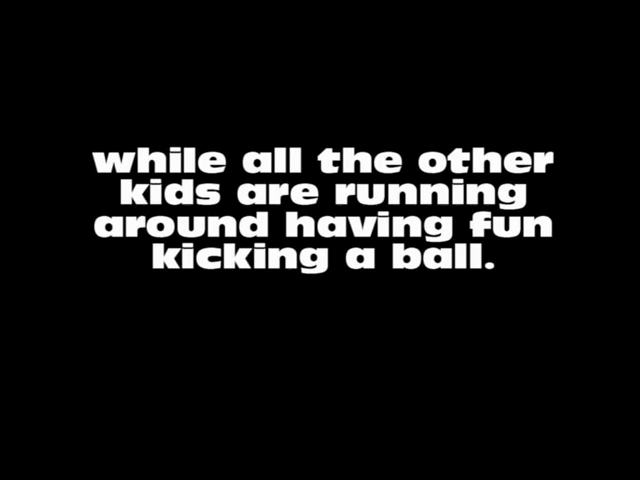 while all the other
kids are running
around having fun
kicking a ball.